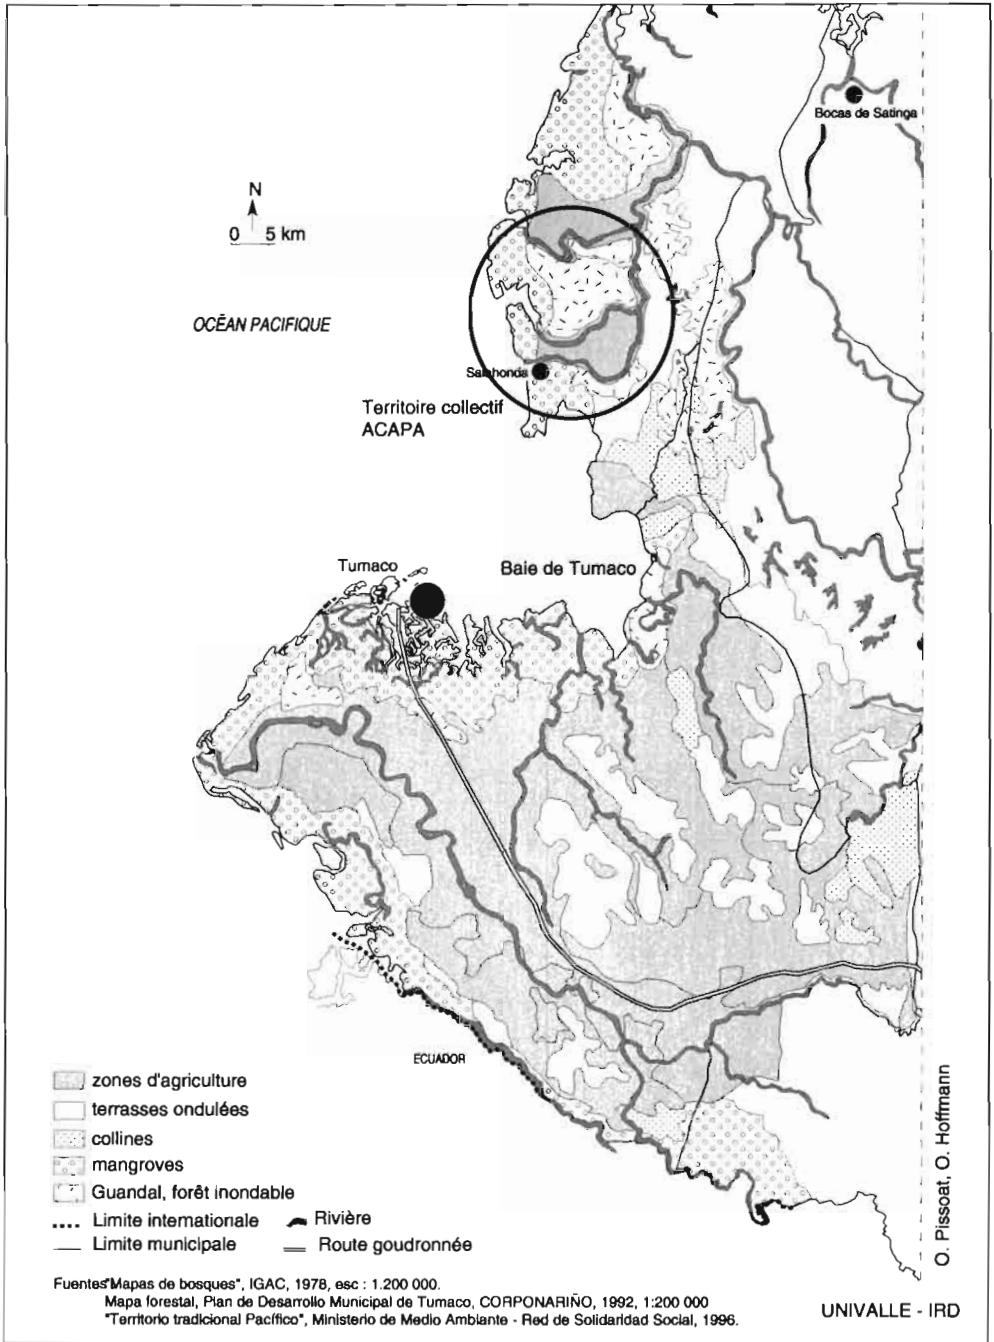 Bocas de Satinga
N
0 5 km
OCÉAN PACIFIQUE
Salahonda
Territoire collectif
ACAPA
Tumaco
Baie de Tumaco
ECUADOR
zones d'agriculture
terrasses ondulées
collines
mangroves
Guandal, forêt inondable
Limite internationale
Rivière
Limite municipale
Route goudronnée
O. Pissoat, O. Hoffmann
Fuentes"Mapas de bosques", IGAC, 1978, esc : 1.200 000.
Mapa forestal, Plan de Desarrollo Municipal de Tumaco, CORPONARIÑO, 1992, 1:200 000
"Territorio tradicional Pacífico", Ministerio de Medio Ambiante - Red de Solidaridad Social, 1996.
UNIVALLE - IRD